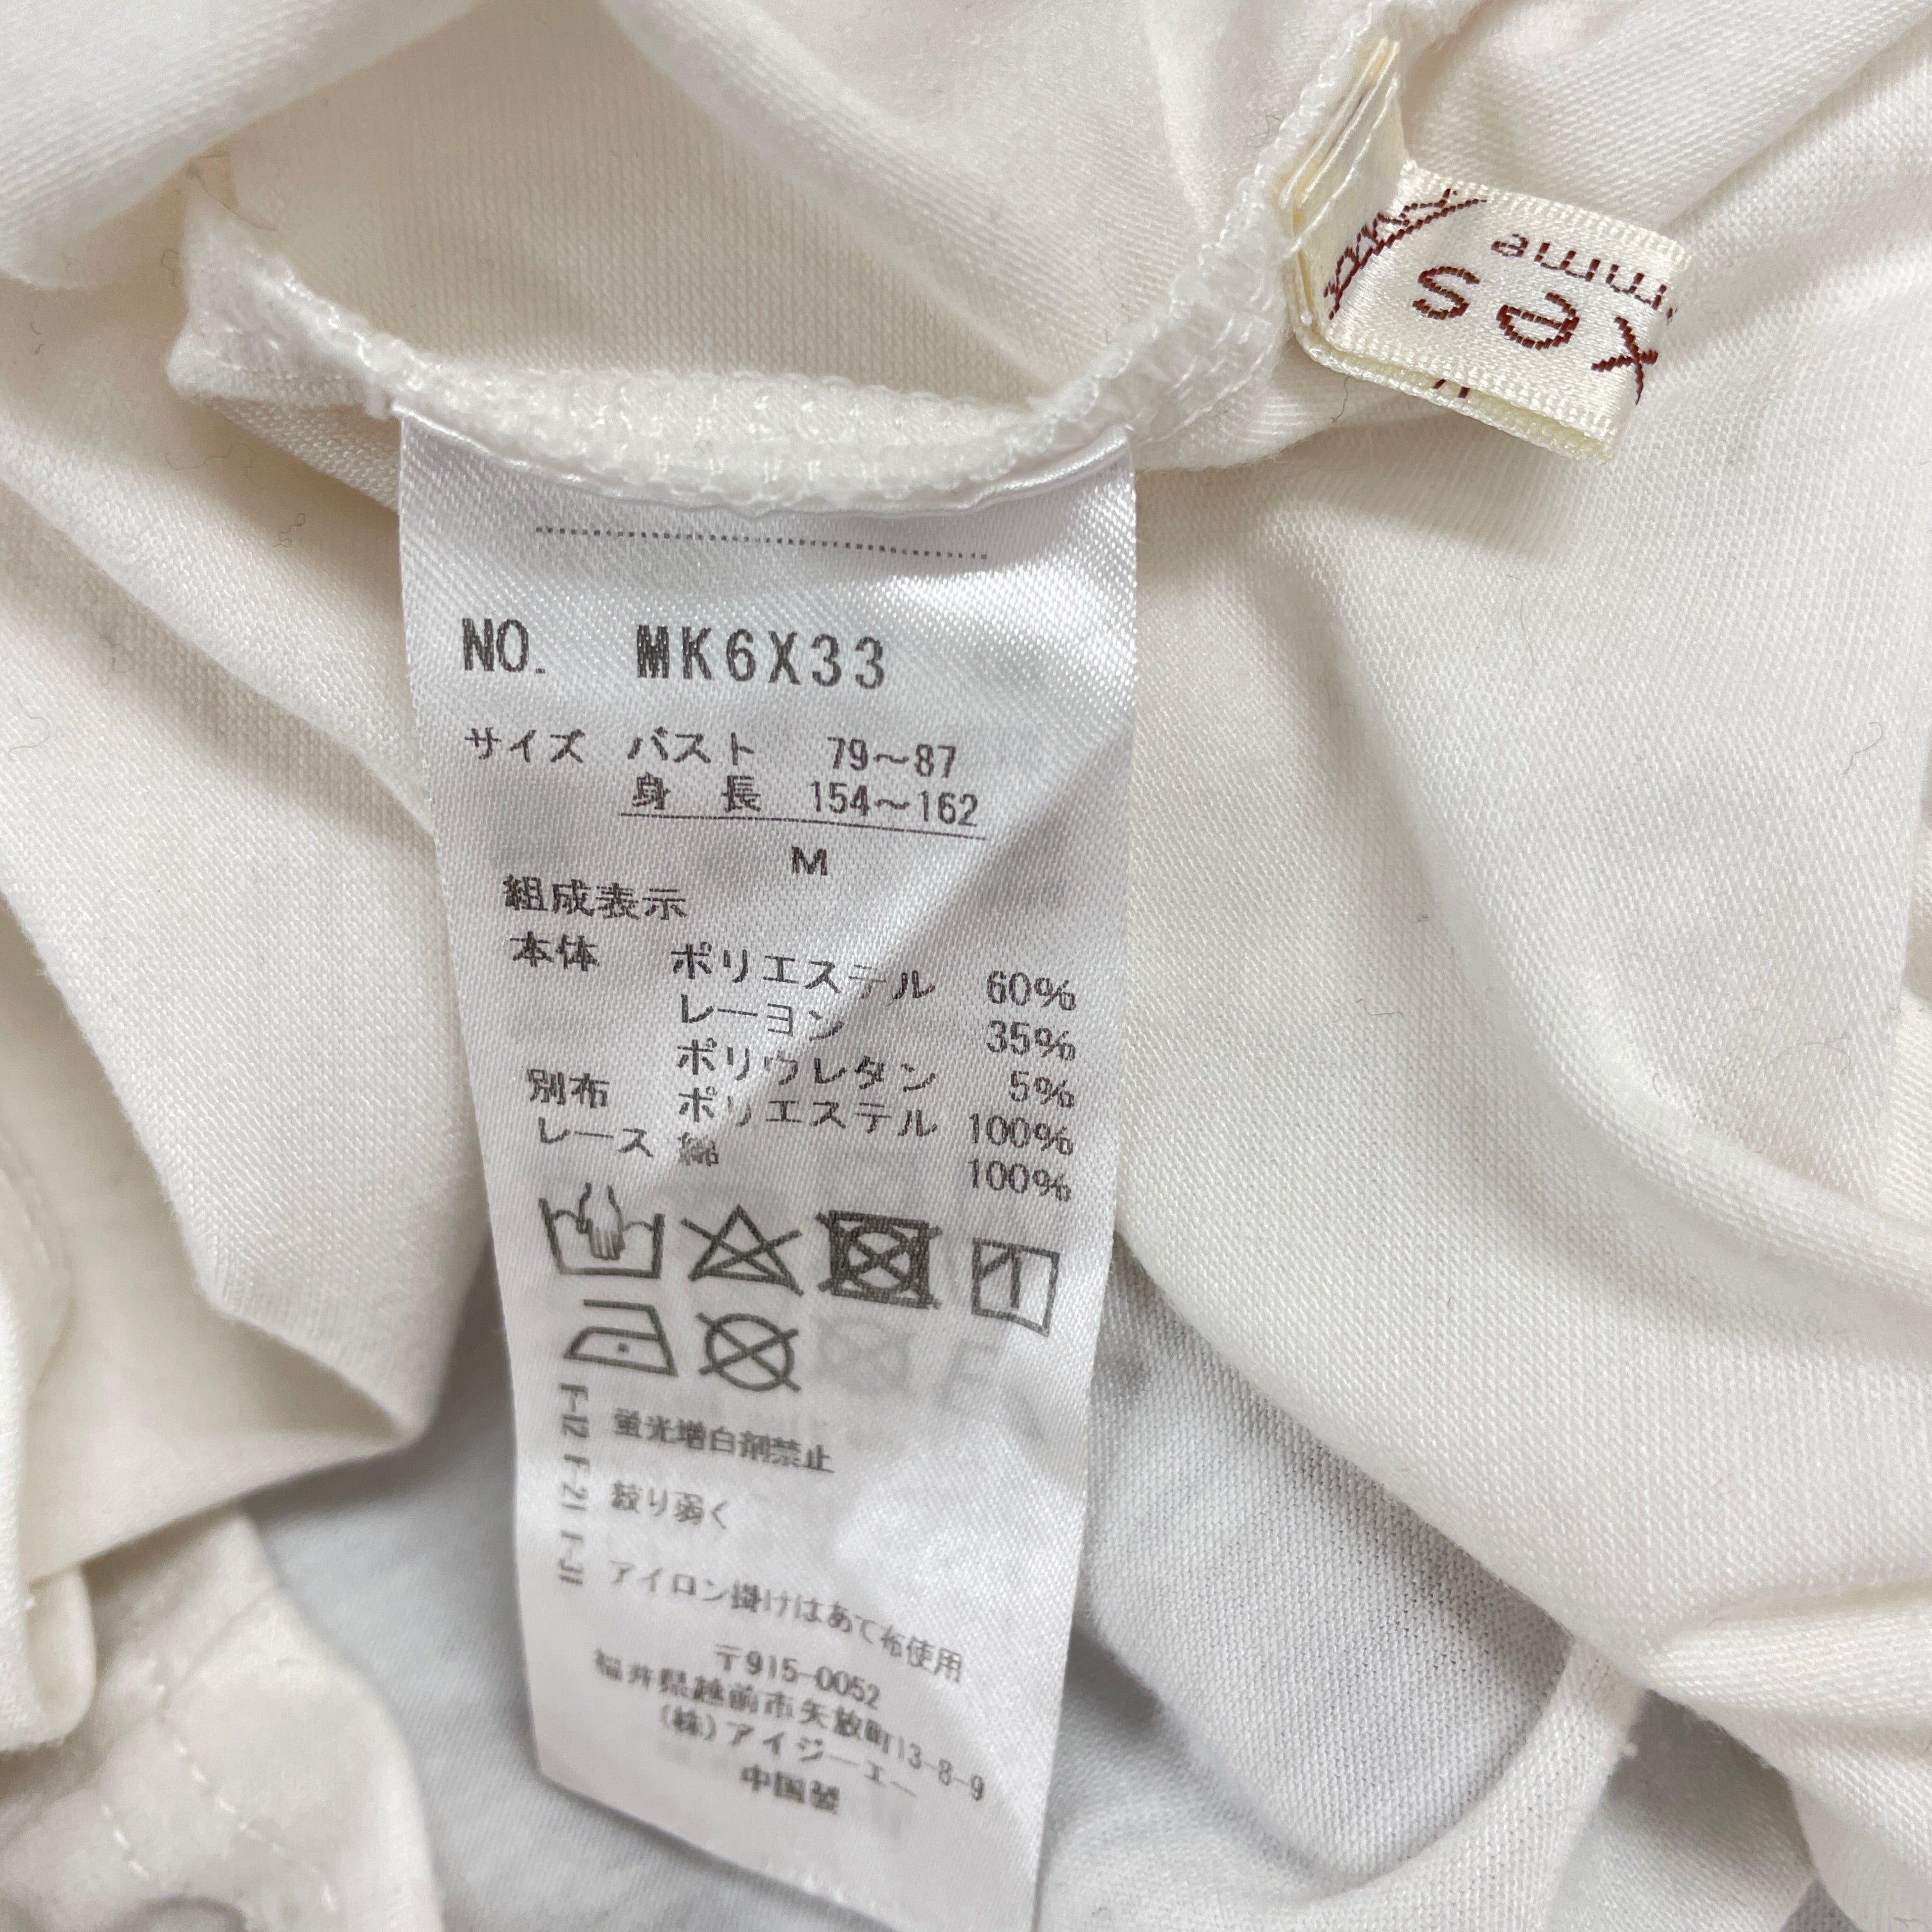 NO. MK6X33
サイズ バスト 79～87
身長 154～162
M
組成表示
本体 ポリエステル 60%
レーヨン 35%
ポリウレタン 5%
別布 ポリエステル 100%
レース 綿 100%
F-12 蛍光増白剤禁止
F-21 絞り弱く
F-31 アイロン掛けはあて布使用
〒915-0052
福井県越前市矢放町13-8-9
(株)アイジーエー
中国製
xes
mme